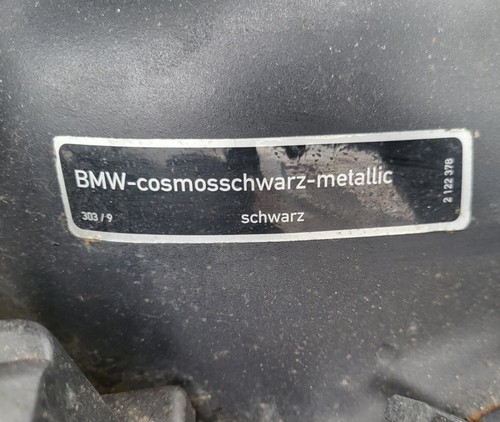 BMW-cosmosschwarz-metallic
303/9
schwarz
2 122 378